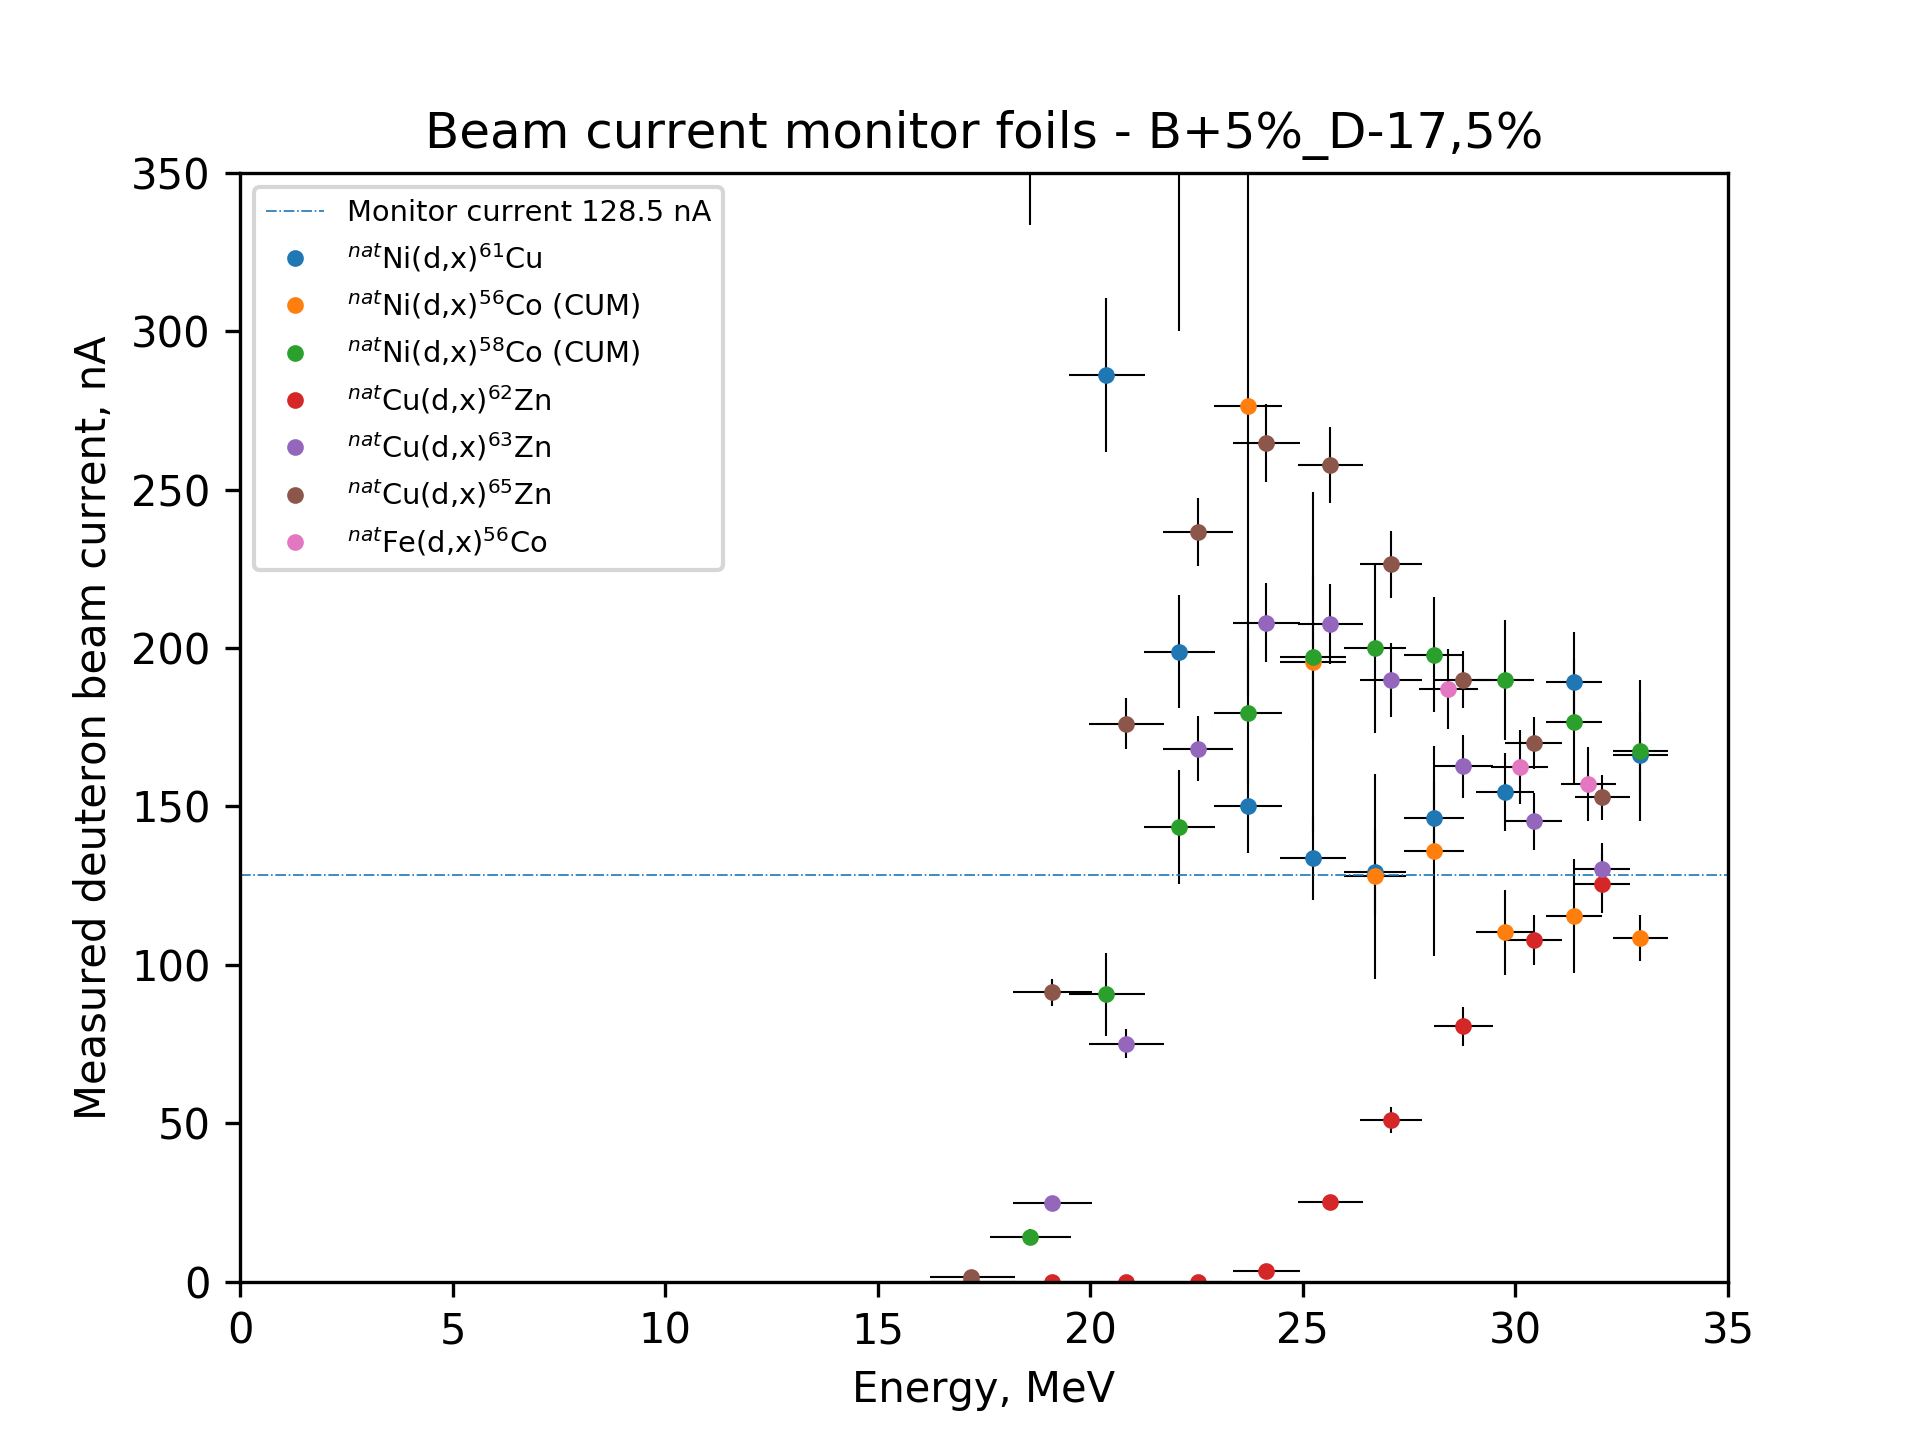 Beam current monitor foils - B+5%_D-17,5%
Measured deuteron beam current, nA
350
300
250
200
150
100
50
0
Monitor current 128.5 nA
natNi(d,x)61Cu
natNi(d,x)56Co (CUM)
natNi(d,x)58Co (CUM)
natCu(d,x)62Zn
natCu(d,x)63Zn
natCu(d,x)65Zn
natFe(d,x)56Co
0 5 10 15 20 25 30 35
Energy, MeV